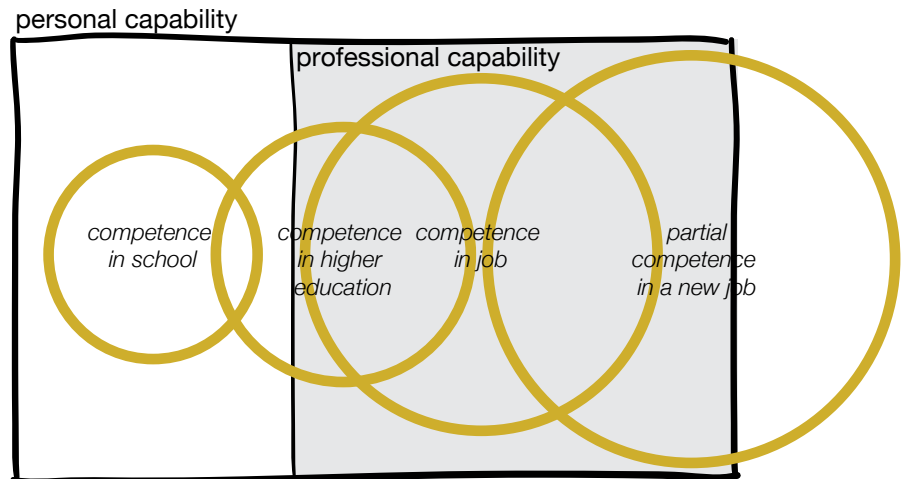 personal capability
professional capability
competence
in school
competence
in higher
education
competence
in job
partial
competence
in a new job